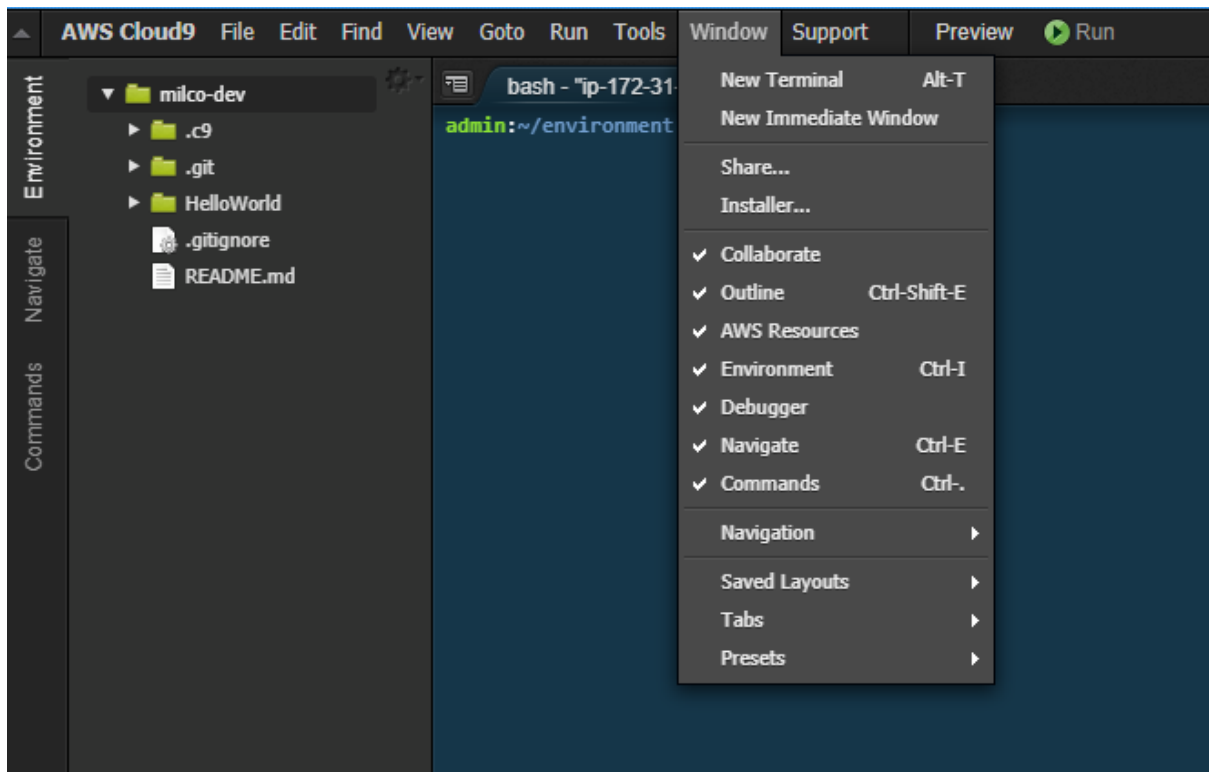 AWS Cloud9 File Edit Find View Goto Run Tools Window Support Preview Run
Environment
Navigate
Commands
milco-dev
.c9
.git
HelloWorld
.gitignore
README.md
bash - "ip-172-31-
admin:~/environment
New Terminal Alt-T
New Immediate Window
Share...
Installer...
Collaborate
Outline Ctrl-Shift-E
AWS Resources
Environment Ctrl-I
Debugger
Navigate Ctrl-E
Commands Ctrl-.
Navigation
Saved Layouts
Tabs
Presets